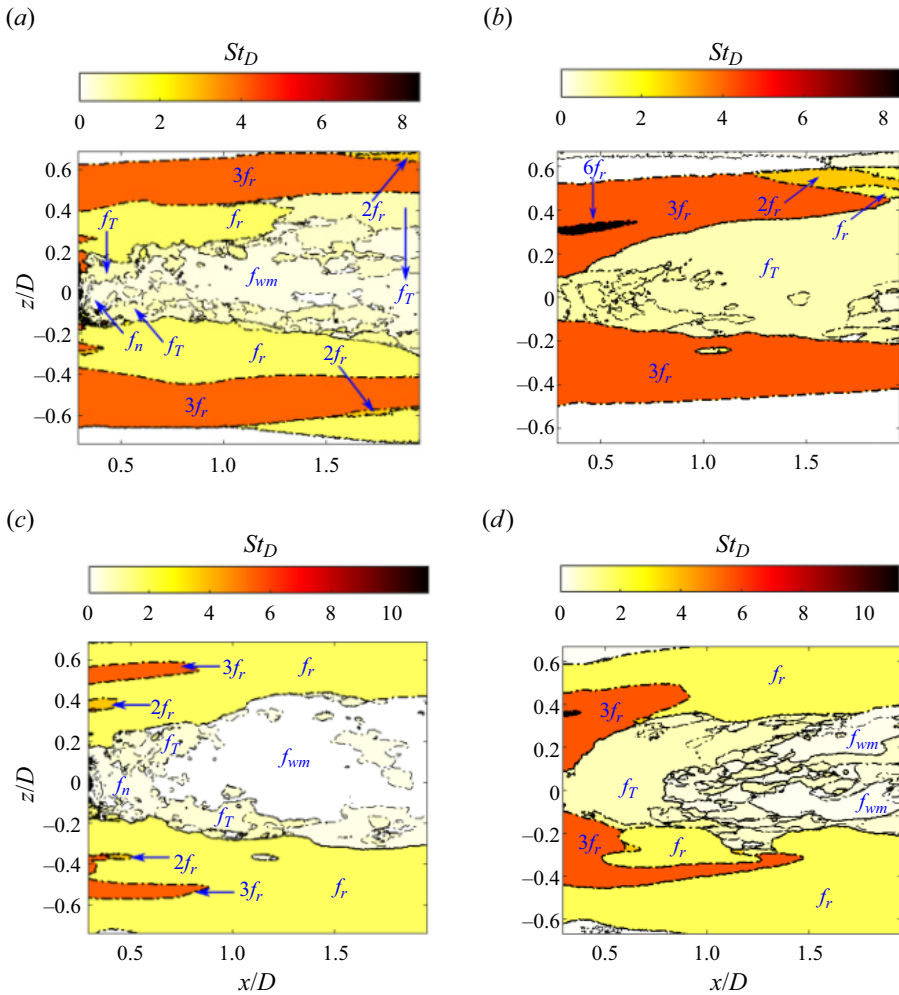 (a)
(b)
St_D
St_D
0 2 4 6 8
0 2 4 6 8
0.6
0.4
0.2
0
–0.2
–0.4
–0.6
z/D
3f_r
2f_r
f_T
f_r
f_wm
f_T
f_n
f_T
f_r
2f_r
3f_r
0.5 1.0 1.5
0.6
0.4
0.2
0
–0.2
–0.4
–0.6
6f_r
3f_r
2f_r
f_r
f_T
3f_r
0.5 1.0 1.5
(c)
(d)
St_D
St_D
0 2 4 6 8 10
0 2 4 6 8 10
0.6
0.4
0.2
0
–0.2
–0.4
–0.6
z/D
3f_r
f_r
2f_r
f_T
f_wm
f_n
f_T
2f_r
3f_r
f_r
0.5 1.0 1.5
x/D
0.6
0.4
0.2
0
–0.2
–0.4
–0.6
f_r
3f_r
f_wm
f_T
f_wm
3f_r
f_r
f_r
0.5 1.0 1.5
x/D